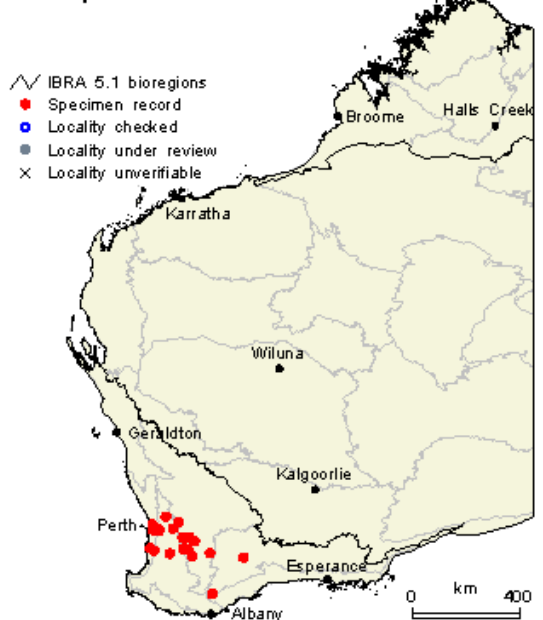 IBRA 5.1 bioregions
Specimen record
Locality checked
Locality under review
Locality unverifiable
Broome
Halls Creek
Karratha
Wiluna
Geraldton
Kalgoorlie
Perth
Esperance
Albany
0 km 400